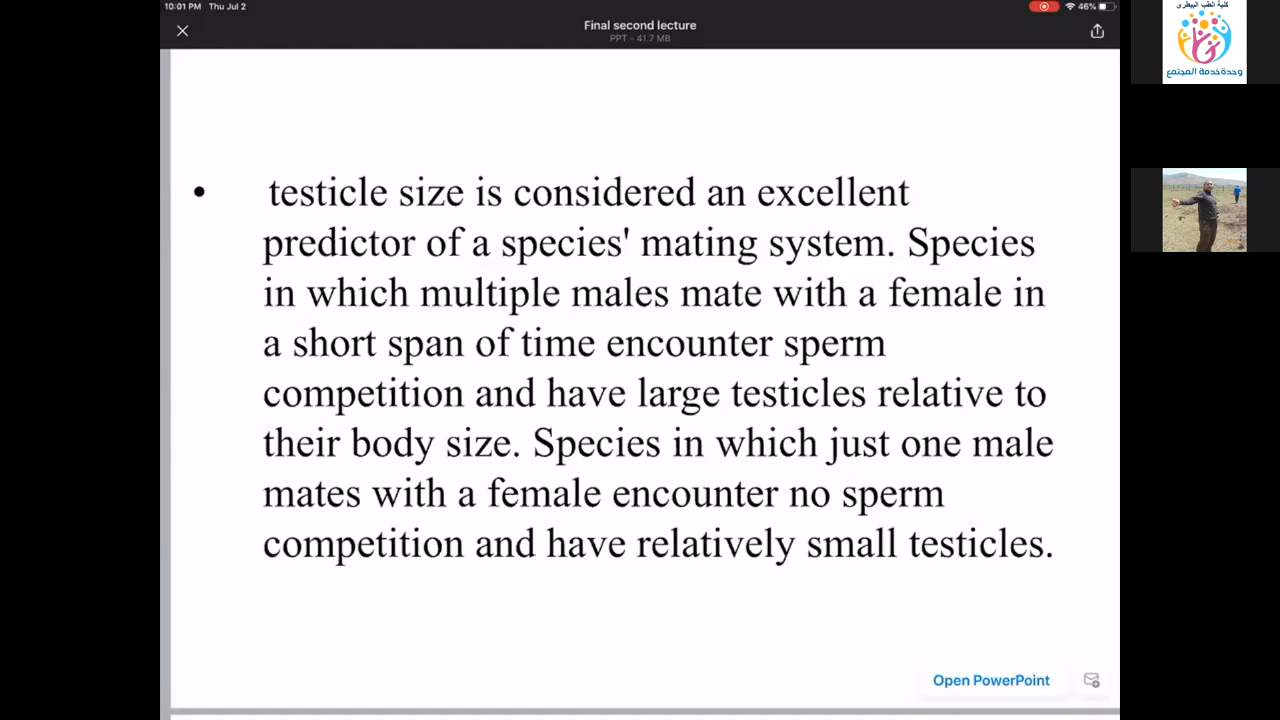 10:01 PM Thu Jul 2
46%
Final second lecture
PPT - 41.7 MB
كلية الطب البيطرى
وحدة خدمة المجتمع
• testicle size is considered an excellent
predictor of a species' mating system. Species
in which multiple males mate with a female in
a short span of time encounter sperm
competition and have large testicles relative to
their body size. Species in which just one male
mates with a female encounter no sperm
competition and have relatively small testicles.
Open PowerPoint